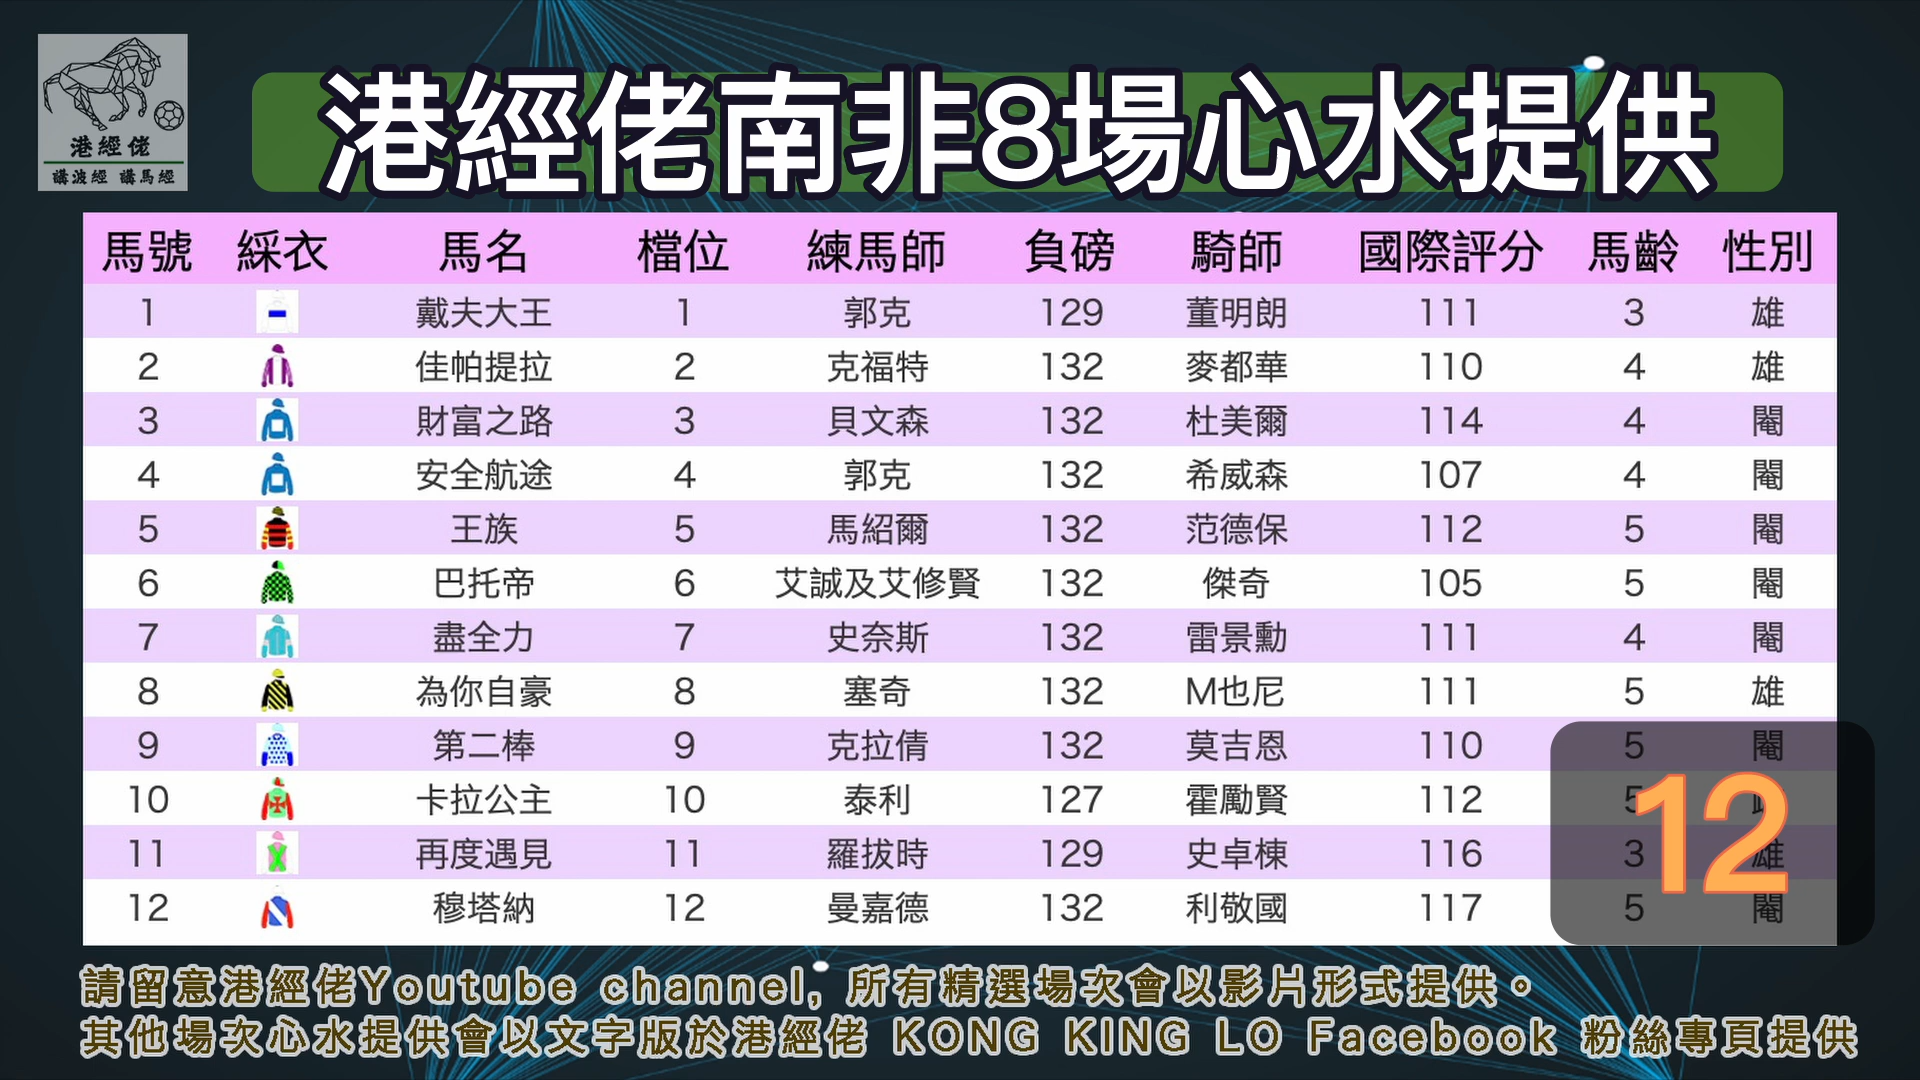 港經佬
講波經 講馬經
港經佬南非8場心水提供
馬號 綵衣 馬名 檔位 練馬師 負磅 騎師 國際評分 馬齡 性別
1 戴夫大王 1 郭克 129 董明朗 111 3 雄
2 佳帕提拉 2 克福特 132 麥都華 110 4 雄
3 財富之路 3 貝文森 132 杜美爾 114 4 閹
4 安全航途 4 郭克 132 希威森 107 4 閹
5 王族 5 馬紹爾 132 范德保 112 5 閹
6 巴托帝 6 艾誠及艾修賢 132 傑奇 105 5 閹
7 盡全力 7 史奈斯 132 雷景勳 111 4 閹
8 為你自豪 8 塞奇 132 M也尼 111 5 雄
9 第二棒 9 克拉倩 132 莫吉恩 110 5 閹
10 卡拉公主 10 泰利 127 霍勵賢 112 5
11 再度遇見 11 羅拔時 129 史卓棟 116 3 雄
12 穆塔納 12 曼嘉德 132 利敬國 117 5 閹
12
請留意港經佬Youtube channel, 所有精選場次會以影片形式提供。
其他場次心水提供會以文字版於港經佬 KONG KING LO Facebook 粉絲專頁提供